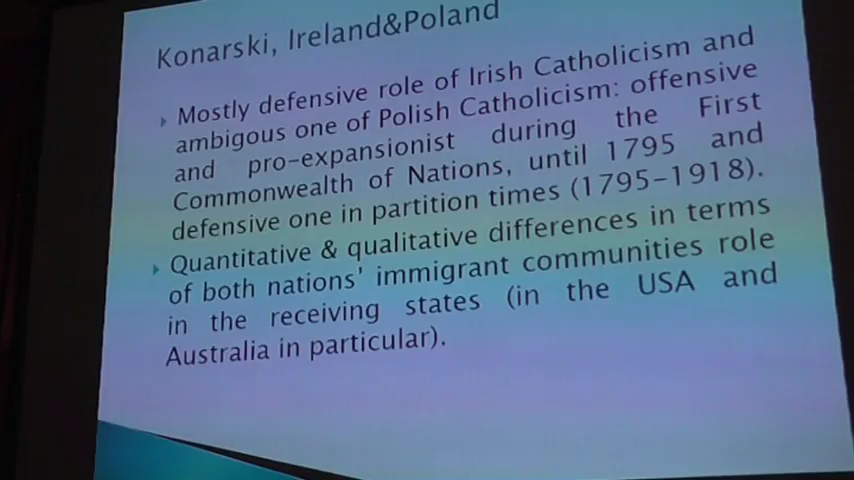 Konarski, Ireland&Poland
Mostly defensive role of Irish Catholicism and
ambigous one of Polish Catholicism: offensive
and pro-expansionist during the First
Commonwealth of Nations, until 1795 and
defensive one in partition times (1795-1918).
Quantitative & qualitative differences in terms
of both nations' immigrant communities role
in the receiving states (in the USA and
Australia in particular).